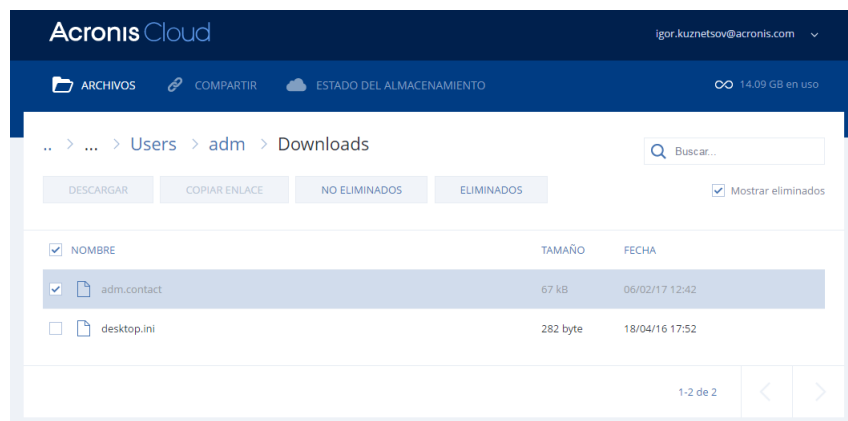 Acronis Cloud
igor.kuznetsov@acronis.com
ARCHIVOS COMPARTIR ESTADO DEL ALMACENAMIENTO 14.09 GB en uso
.. > ... > Users > adm > Downloads
Buscar...
DESCARGAR COPIAR ENLACE NO ELIMINADOS ELIMINADOS Mostrar eliminados
NOMBRE TAMAÑO FECHA
adm.contact 67 kB 06/02/17 12:42
desktop.ini 282 byte 18/04/16 17:52
1-2 de 2